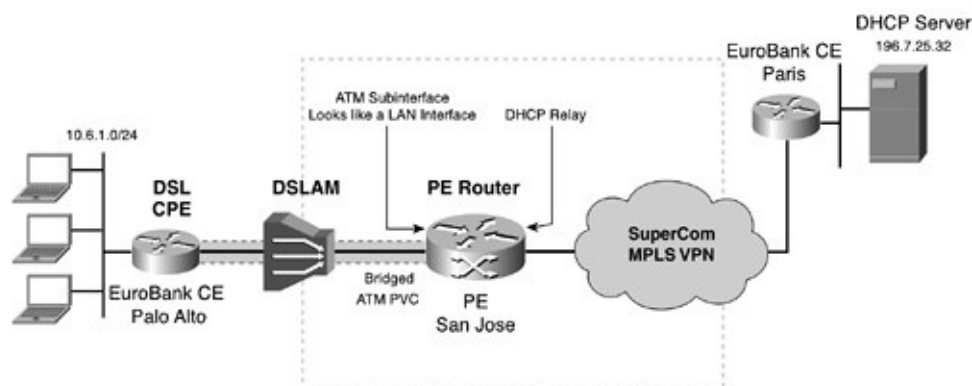 DHCP Server
196.7.25.32
EuroBank CE
Paris
ATM Subinterface
Looks like a LAN Interface
DHCP Relay
10.6.1.0/24
DSL
CPE
DSLAM
PE Router
SuperCom
MPLS VPN
Bridged
ATM PVC
EuroBank CE
Palo Alto
PE
San Jose